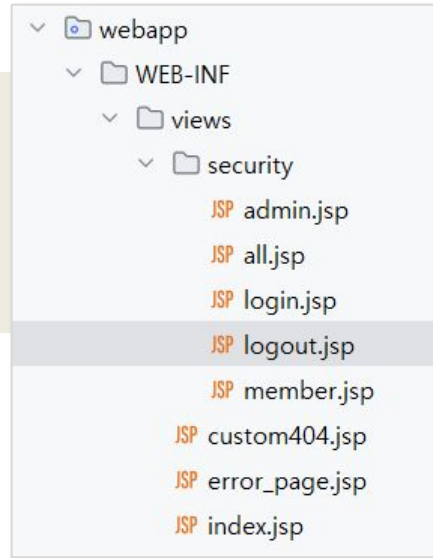 webapp
WEB-INF
views
security
JSP admin.jsp
JSP all.jsp
JSP login.jsp
JSP logout.jsp
JSP member.jsp
JSP custom404.jsp
JSP error_page.jsp
JSP index.jsp